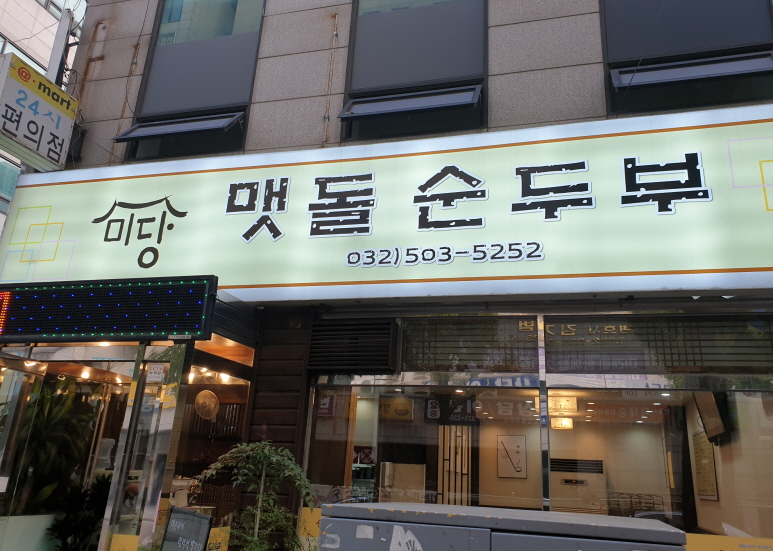 @·mart
24시
편의점
미당
맷돌순두부
032)503-5252